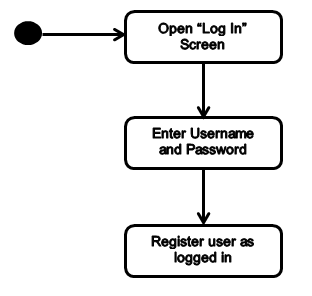 Open “Log In”
Screen
Enter Username
and Password
Register user as
logged in